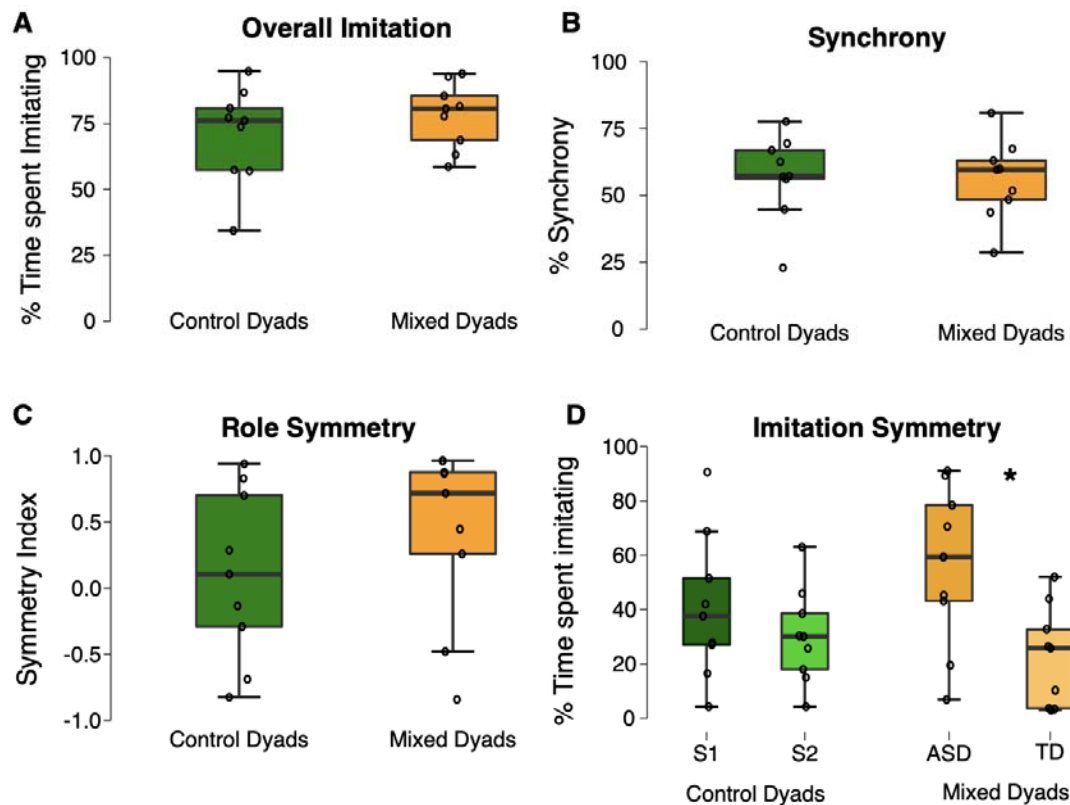 A
Overall Imitation
% Time spent Imitating
100
75
50
25
0
Control Dyads
Mixed Dyads
B
Synchrony
% Synchrony
100
75
50
25
0
Control Dyads
Mixed Dyads
C
Role Symmetry
Symmetry Index
1.0
0.5
0.0
-0.5
-1.0
Control Dyads
Mixed Dyads
D
Imitation Symmetry
% Time spent imitating
100
80
60
40
20
0
*
S1
S2
ASD
TD
Control Dyads
Mixed Dyads